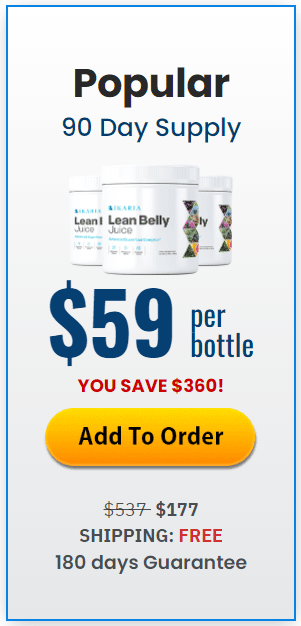 Popular
90 Day Supply
IKARIA
Lean Belly
Juice
$59 per
bottle
YOU SAVE $360!
Add To Order
$537 $177
SHIPPING: FREE
180 days Guarantee